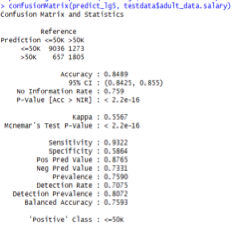 > confusionMatrix(predict_lg5, testdata$adult_data.salary)
Confusion Matrix and Statistics
Reference
Prediction <=50K >50K
<=50K 9036 1273
>50K 657 1805
Accuracy : 0.8489
95% CI : (0.8425, 0.855)
No Information Rate : 0.759
P-Value [Acc > NIR] : < 2.2e-16
Kappa : 0.5567
Mcnemar's Test P-Value : < 2.2e-16
Sensitivity : 0.9322
Specificity : 0.5864
Pos Pred Value : 0.8765
Neg Pred Value : 0.7331
Prevalence : 0.7590
Detection Rate : 0.7075
Detection Prevalence : 0.8072
Balanced Accuracy : 0.7593
'Positive' Class : <=50K